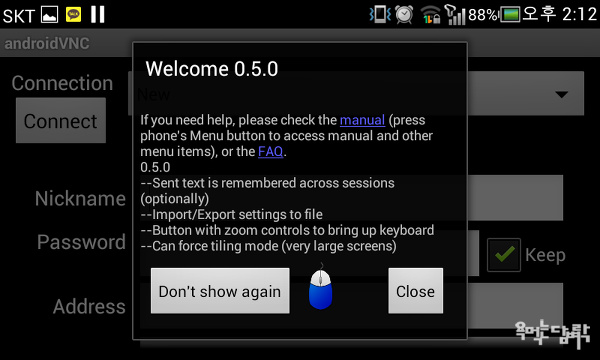 SKT 88% 오후 2:12
androidVNC
Connection
New
Connect
Nickname
Password
Keep
Address
Welcome 0.5.0
If you need help, please check the manual (press
phone's Menu button to access manual and other
menu items), or the FAQ.
0.5.0
--Sent text is remembered across sessions
(optionally)
--Import/Export settings to file
--Button with zoom controls to bring up keyboard
--Can force tiling mode (very large screens)
Don't show again
Close